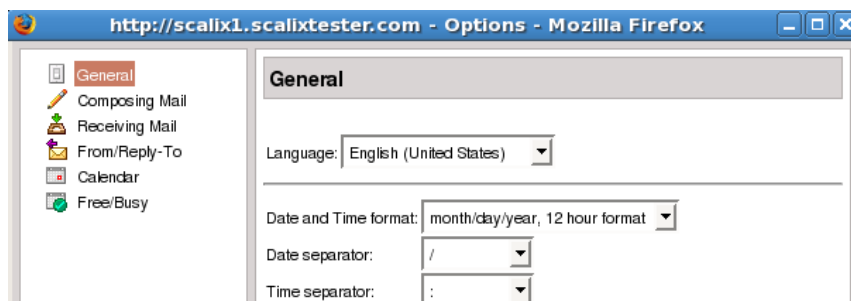 http://scalix1.scalixtester.com - Options - Mozilla Firefox
General
Composing Mail
Receiving Mail
From/Reply-To
Calendar
Free/Busy
General
Language: English (United States)
Date and Time format: month/day/year, 12 hour format
Date separator: /
Time separator: :